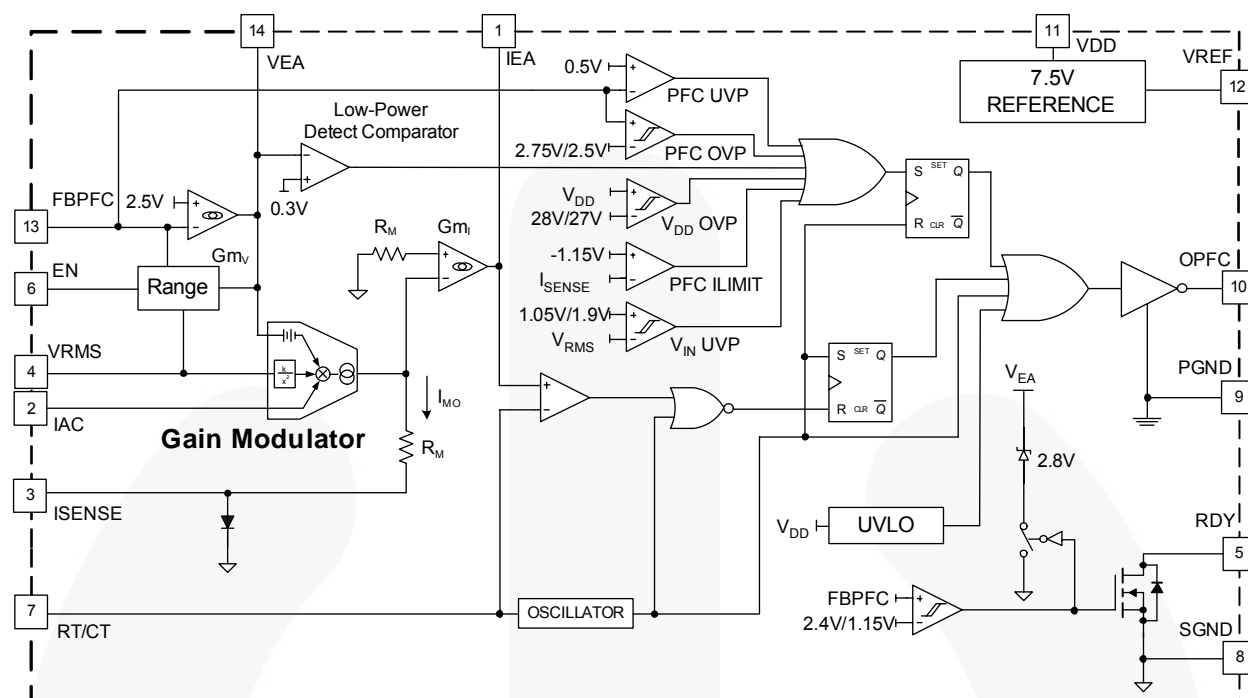 14
VEA
1
IEA
11
VDD
VREF
12
7.5V
REFERENCE
0.5V
PFC UVP
Low-Power
Detect Comparator
2.75V/2.5V
PFC OVP
0.3V
FBPFC
13
2.5V
Gmv
VDD
28V/27V
VDD OVP
S SET Q
R CLR Q
EN
6
Range
RM
GmI
-1.15V
ISENSE
PFC ILIMIT
OPFC
10
1.05V/1.9V
VRMS
VIN UVP
VRMS
4
k
x²
2
IAC
Gain Modulator
IMO
RM
S SET Q
R CLR Q
VEA
PGND
9
2.8V
3
ISENSE
VDD
UVLO
RDY
5
7
RT/CT
OSCILLATOR
FBPFC
2.4V/1.15V
SGND
8